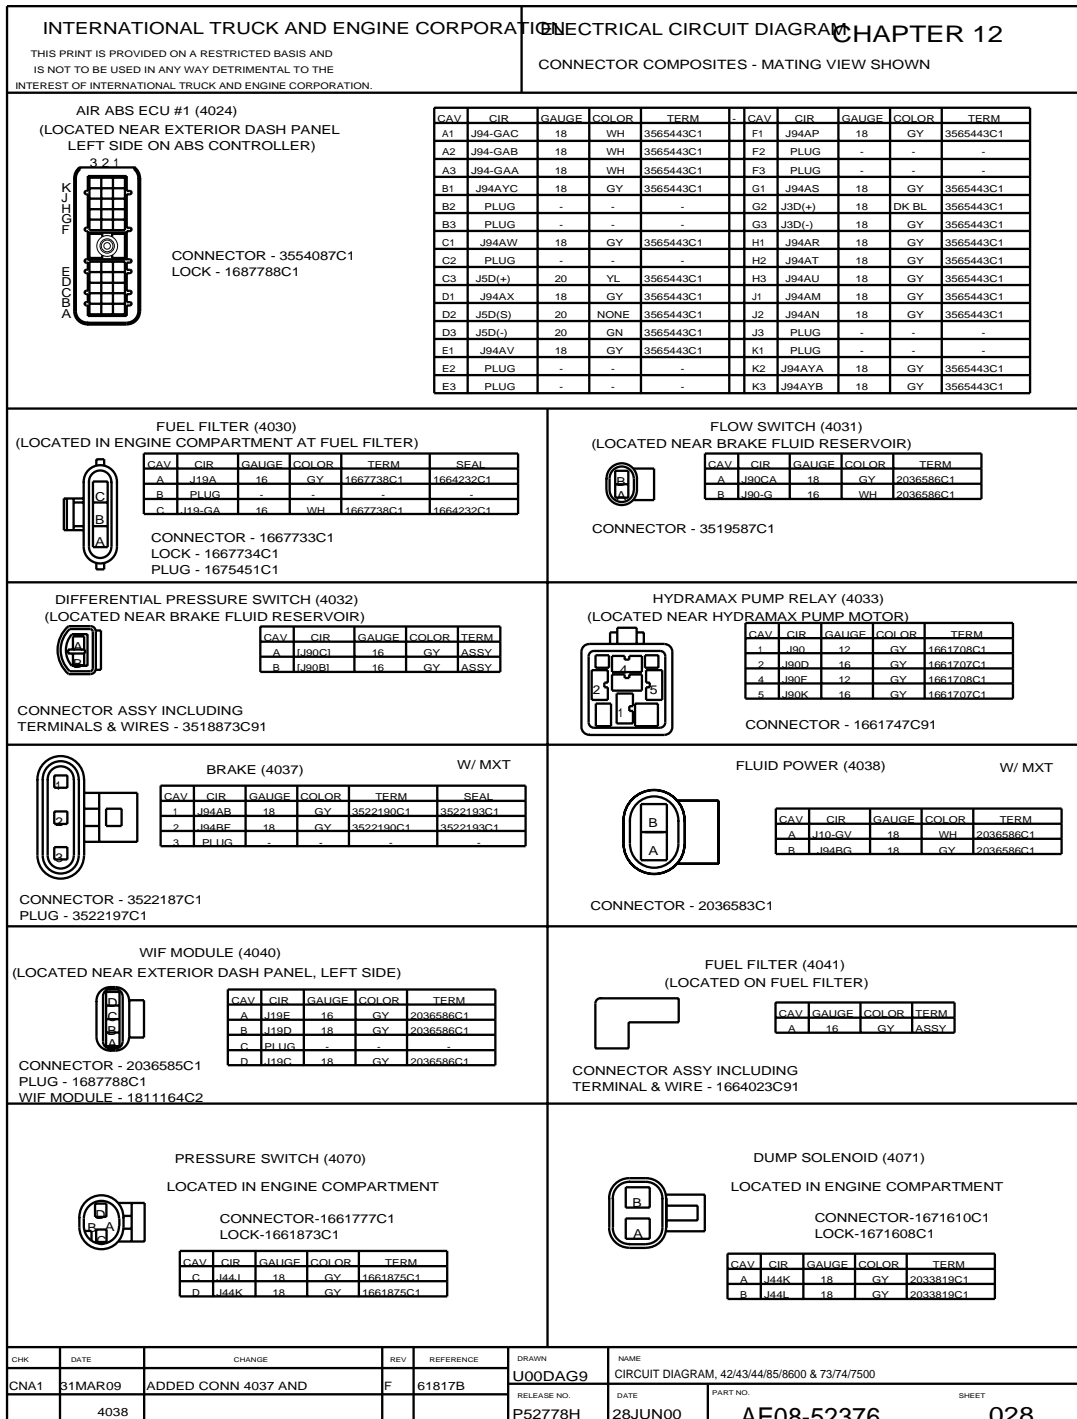 INTERNATIONAL TRUCK AND ENGINE CORPORATION
THIS PRINT IS PROVIDED ON A RESTRICTED BASIS AND
IS NOT TO BE USED IN ANY WAY DETRIMENTAL TO THE
INTEREST OF INTERNATIONAL TRUCK AND ENGINE CORPORATION.
ELECTRICAL CIRCUIT DIAGRAM
CHAPTER 12
CONNECTOR COMPOSITES - MATING VIEW SHOWN
AIR ABS ECU #1 (4024)
(LOCATED NEAR EXTERIOR DASH PANEL
LEFT SIDE ON ABS CONTROLLER)
3 2 1
K
J
H
G
F
E
D
C
B
A
CONNECTOR - 3554087C1
LOCK - 1687788C1
CAV CIR GAUGE COLOR TERM - CAV CIR GAUGE COLOR TERM
A1 J94-GAC 18 WH 3565443C1 F1 J94AP 18 GY 3565443C1
A2 J94-GAB 18 WH 3565443C1 F2 PLUG - - -
A3 J94-GAA 18 WH 3565443C1 F3 PLUG - - -
B1 J94AYC 18 GY 3565443C1 G1 J94AS 18 GY 3565443C1
B2 PLUG - - - G2 J3D(+) 18 DK BL 3565443C1
B3 PLUG - - - G3 J3D(-) 18 GY 3565443C1
C1 J94AW 18 GY 3565443C1 H1 J94AR 18 GY 3565443C1
C2 PLUG - - - H2 J94AT 18 GY 3565443C1
C3 J5D(+) 20 YL 3565443C1 H3 J94AU 18 GY 3565443C1
D1 J94AX 18 GY 3565443C1 J1 J94AM 18 GY 3565443C1
D2 J5D(S) 20 NONE 3565443C1 J2 J94AN 18 GY 3565443C1
D3 J5D(-) 20 GN 3565443C1 J3 PLUG - - -
E1 J94AV 18 GY 3565443C1 K1 PLUG - - -
E2 PLUG - - - K2 J94AYA 18 GY 3565443C1
E3 PLUG - - - K3 J94AYB 18 GY 3565443C1
FUEL FILTER (4030)
(LOCATED IN ENGINE COMPARTMENT AT FUEL FILTER)
C
B
A
CAV CIR GAUGE COLOR TERM SEAL
A J19A 16 GY 1667738C1 1664232C1
B PLUG - - - -
C J19-GA 16 WH 1667738C1 1664232C1
CONNECTOR - 1667733C1
LOCK - 1667734C1
PLUG - 1675451C1
FLOW SWITCH (4031)
(LOCATED NEAR BRAKE FLUID RESERVOIR)
B
A
CAV CIR GAUGE COLOR TERM
A J90CA 18 GY 2036586C1
B J90-G 16 WH 2036586C1
CONNECTOR - 3519587C1
DIFFERENTIAL PRESSURE SWITCH (4032)
(LOCATED NEAR BRAKE FLUID RESERVOIR)
A
B
CAV CIR GAUGE COLOR TERM
A [J90C] 16 GY ASSY
B [J90B] 16 GY ASSY
CONNECTOR ASSY INCLUDING
TERMINALS & WIRES - 3518873C91
HYDRAMAX PUMP RELAY (4033)
(LOCATED NEAR HYDRAMAX PUMP MOTOR)
4
2 5
1
CAV CIR GAUGE COLOR TERM
1 J90 12 GY 1661708C1
2 J90D 16 GY 1661707C1
4 J90E 12 GY 1661708C1
5 J90K 16 GY 1661707C1
CONNECTOR - 1661747C91
BRAKE (4037)
W/ MXT
1
2
3
CAV CIR GAUGE COLOR TERM SEAL
1 J94AB 18 GY 3522190C1 3522193C1
2 J94BE 18 GY 3522190C1 3522193C1
3 PLUG - - - -
CONNECTOR - 3522187C1
PLUG - 3522197C1
FLUID POWER (4038)
W/ MXT
B
A
CAV CIR GAUGE COLOR TERM
A J10-GV 18 WH 2036586C1
B J94BG 18 GY 2036586C1
CONNECTOR - 2036583C1
WIF MODULE (4040)
(LOCATED NEAR EXTERIOR DASH PANEL, LEFT SIDE)
D
C
B
A
CAV CIR GAUGE COLOR TERM
A J19E 16 GY 2036586C1
B J19D 18 GY 2036586C1
C PLUG - - -
D J19C 18 GY 2036586C1
CONNECTOR - 2036585C1
PLUG - 1687788C1
WIF MODULE - 1811164C2
FUEL FILTER (4041)
(LOCATED ON FUEL FILTER)
CAV GAUGE COLOR TERM
A 16 GY ASSY
CONNECTOR ASSY INCLUDING
TERMINAL & WIRE - 1664023C91
PRESSURE SWITCH (4070)
LOCATED IN ENGINE COMPARTMENT
D
B A
C
CONNECTOR-1661777C1
LOCK-1661873C1
CAV CIR GAUGE COLOR TERM
C J44J 18 GY 1661875C1
D J44K 18 GY 1661875C1
DUMP SOLENOID (4071)
LOCATED IN ENGINE COMPARTMENT
B
A
CONNECTOR-1671610C1
LOCK-1671608C1
CAV CIR GAUGE COLOR TERM
A J44K 18 GY 2033819C1
B J44L 18 GY 2033819C1
CHK DATE CHANGE REV REFERENCE
CNA1 31MAR09 ADDED CONN 4037 AND F 61817B
4038
DRAWN
U00DAG9
NAME
CIRCUIT DIAGRAM, 42/43/44/85/8600 & 73/74/7500
RELEASE NO.
P52778H
DATE
28JUN00
PART NO.
AE08-52376
SHEET
028